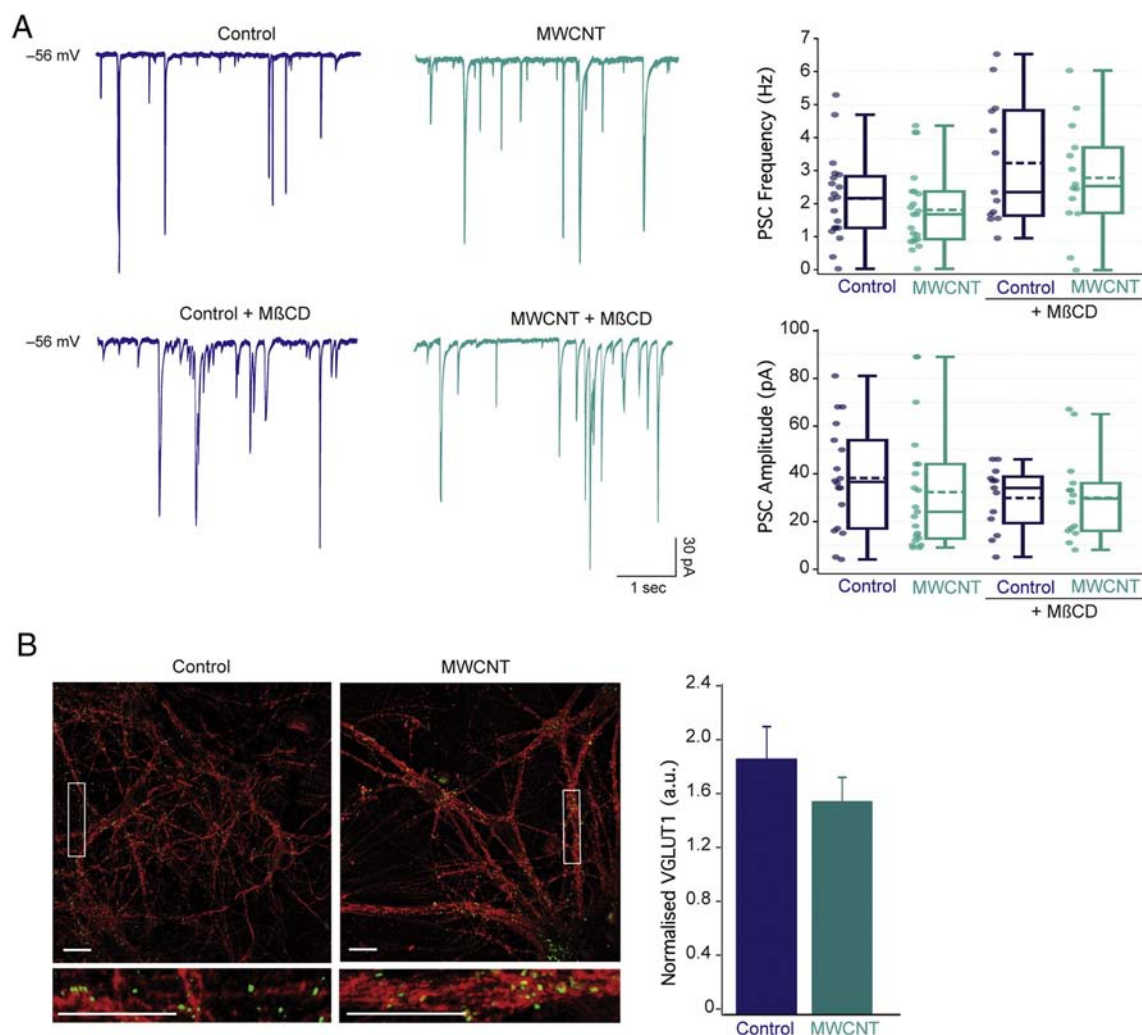 A
Control
MWCNT
−56 mV
Control + MßCD
MWCNT + MßCD
−56 mV
30 pA
1 sec
7
6
5
4
3
2
1
0
PSC Frequency (Hz)
Control MWCNT Control MWCNT
+ MßCD
100
80
60
40
20
0
PSC Amplitude (pA)
Control MWCNT Control MWCNT
+ MßCD
B
Control
MWCNT
2.4
2.0
1.6
1.2
0.8
0.4
0
Normalised VGLUT1 (a.u.)
Control MWCNT